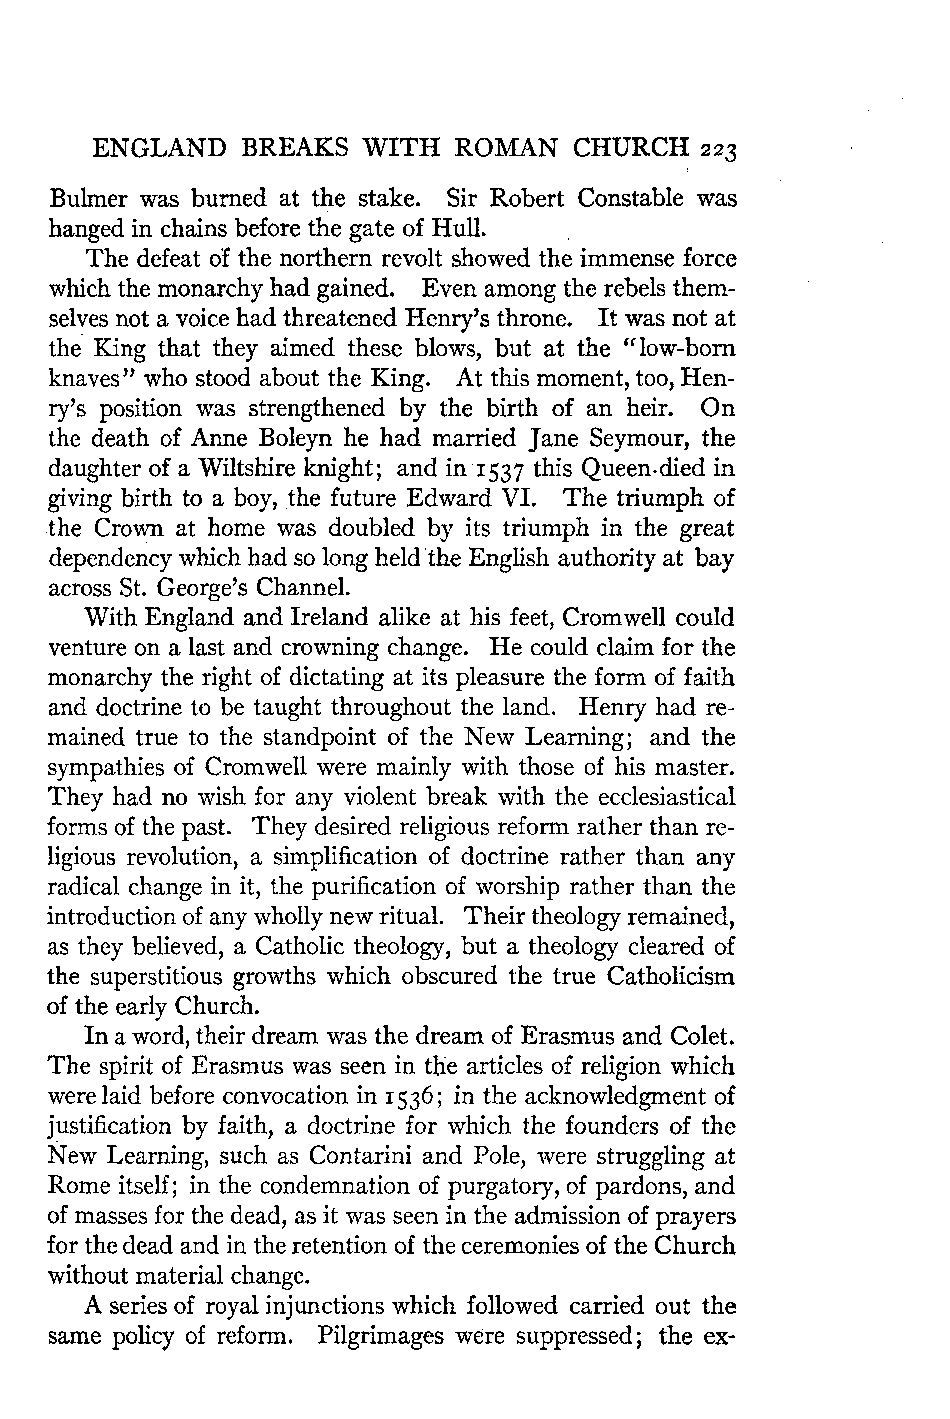 ENGLAND BREAKS WITH ROMAN CHURCH 223
Bulmer was burned at the stake. Sir Robert Constable was
hanged in chains before the gate of Hull.
The defeat of the northern revolt showed the immense force
which the monarchy had gained. Even among the rebels them-
selves not a voice had threatened Henry's throne. It was not at
the King that they aimed these blows, but at the "low-born
knaves" who stood about the King. At this moment, too, Hen-
ry's position was strengthened by the birth of an heir. On
the death of Anne Boleyn he had married Jane Seymour, the
daughter of a Wiltshire knight; and in 1537 this Queen died in
giving birth to a boy, the future Edward VI. The triumph of
the Crown at home was doubled by its triumph in the great
dependency which had so long held the English authority at bay
across St. George's Channel.
With England and Ireland alike at his feet, Cromwell could
venture on a last and crowning change. He could claim for the
monarchy the right of dictating at its pleasure the form of faith
and doctrine to be taught throughout the land. Henry had re-
mained true to the standpoint of the New Learning; and the
sympathies of Cromwell were mainly with those of his master.
They had no wish for any violent break with the ecclesiastical
forms of the past. They desired religious reform rather than re-
ligious revolution, a simplification of doctrine rather than any
radical change in it, the purification of worship rather than the
introduction of any wholly new ritual. Their theology remained,
as they believed, a Catholic theology, but a theology cleared of
the superstitious growths which obscured the true Catholicism
of the early Church.
In a word, their dream was the dream of Erasmus and Colet.
The spirit of Erasmus was seen in the articles of religion which
were laid before convocation in 1536; in the acknowledgment of
justification by faith, a doctrine for which the founders of the
New Learning, such as Contarini and Pole, were struggling at
Rome itself; in the condemnation of purgatory, of pardons, and
of masses for the dead, as it was seen in the admission of prayers
for the dead and in the retention of the ceremonies of the Church
without material change.
A series of royal injunctions which followed carried out the
same policy of reform. Pilgrimages were suppressed; the ex-